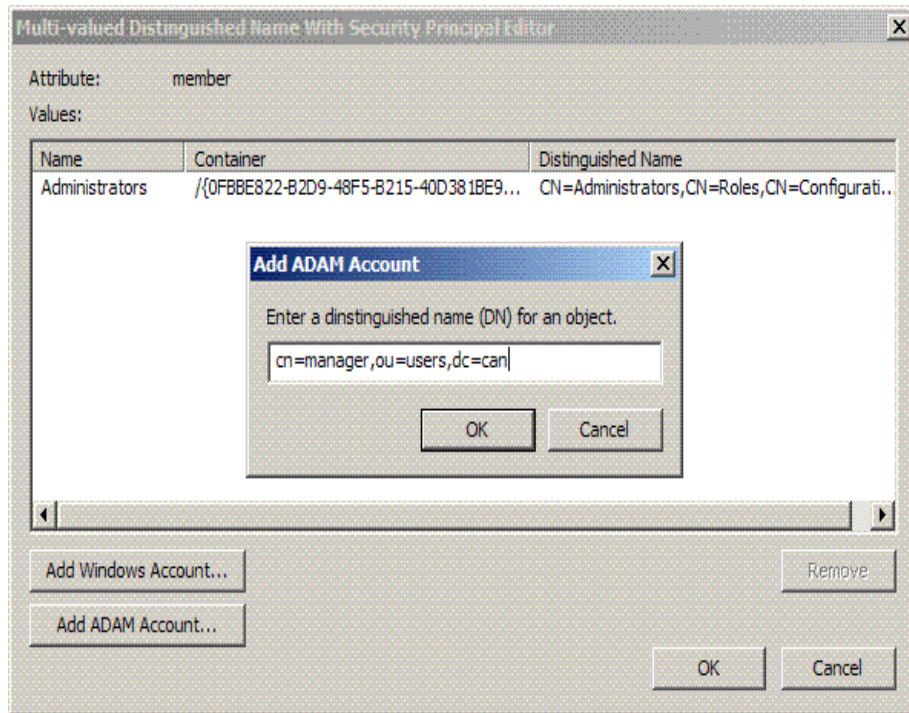 Multi-valued Distinguished Name With Security Principal Editor
Attribute: member
Values:
Name Container Distinguished Name
Administrators /{0FBBE822-B2D9-48F5-B215-40D381BE9... CN=Administrators,CN=Roles,CN=Configurati...
Add ADAM Account
Enter a dinstinguished name (DN) for an object.
cn=manager,ou=users,dc=can
OK Cancel
Add Windows Account... Remove
Add ADAM Account...
OK Cancel